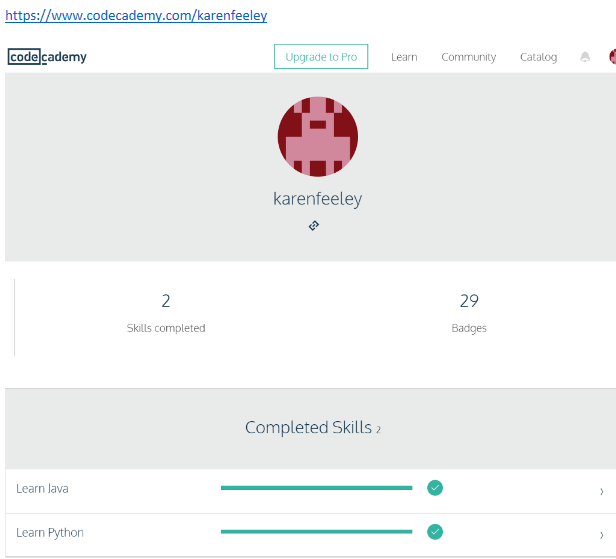 https://www.codecademy.com/karenfeeley
codecademy
Upgrade to Pro Learn Community Catalog
karenfeeley
2 29
Skills completed Badges
Completed Skills 2
Learn Java
Learn Python